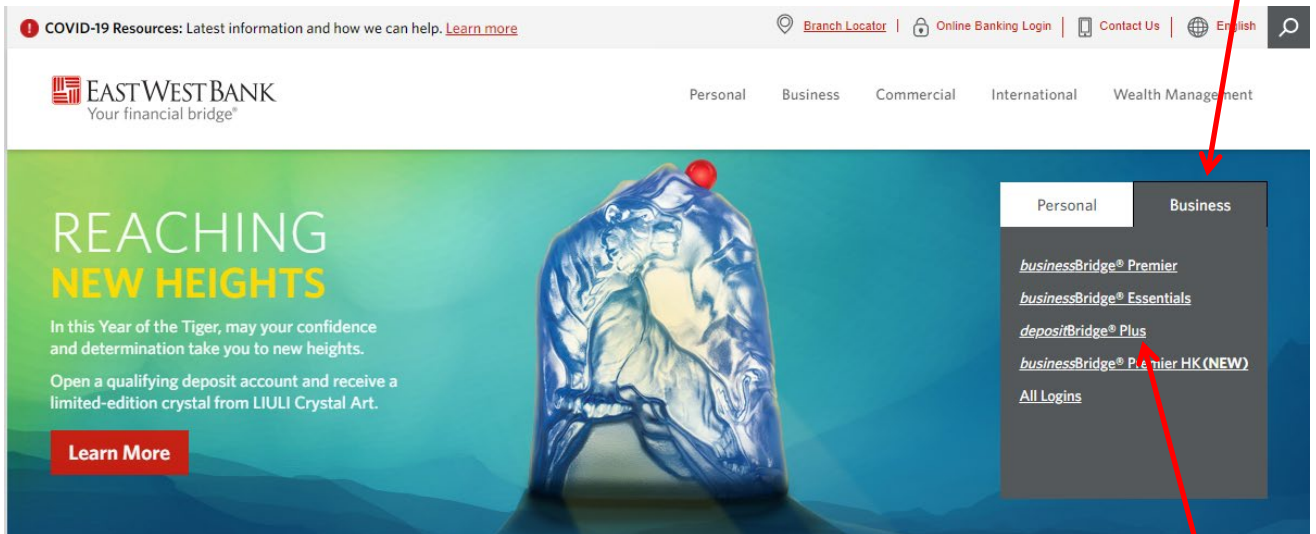 COVID-19 Resources: Latest information and how we can help. Learn more
Branch Locator | Online Banking Login | Contact Us | English
EAST WEST BANK
Your financial bridge®
Personal Business Commercial International Wealth Management
REACHING
NEW HEIGHTS
In this Year of the Tiger, may your confidence
and determination take you to new heights.
Open a qualifying deposit account and receive a
limited-edition crystal from LIULI Crystal Art.
Learn More
Personal Business
businessBridge® Premier
businessBridge® Essentials
depositBridge® Plus
businessBridge® Premier HK (NEW)
All Logins